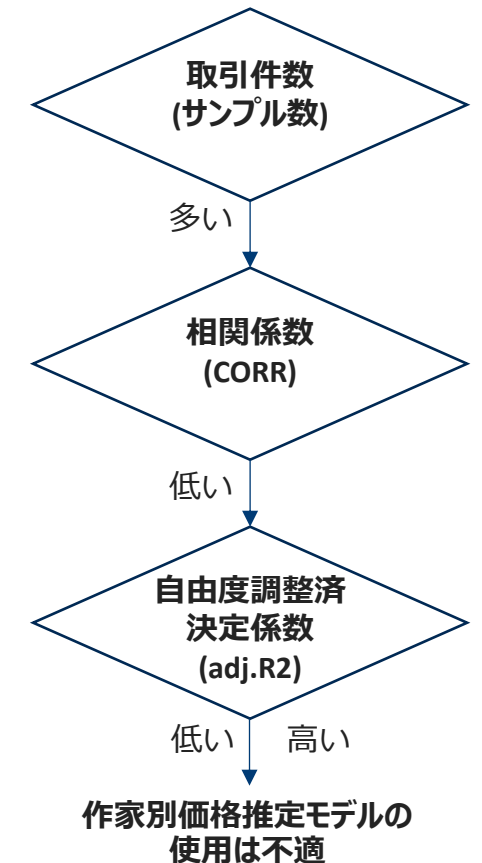 取引件数
(サンプル数)
多い
相関係数
(CORR)
低い
自由度調整済
決定係数
(adj.R2)
低い 高い
作家別価格推定モデルの
使用は不適